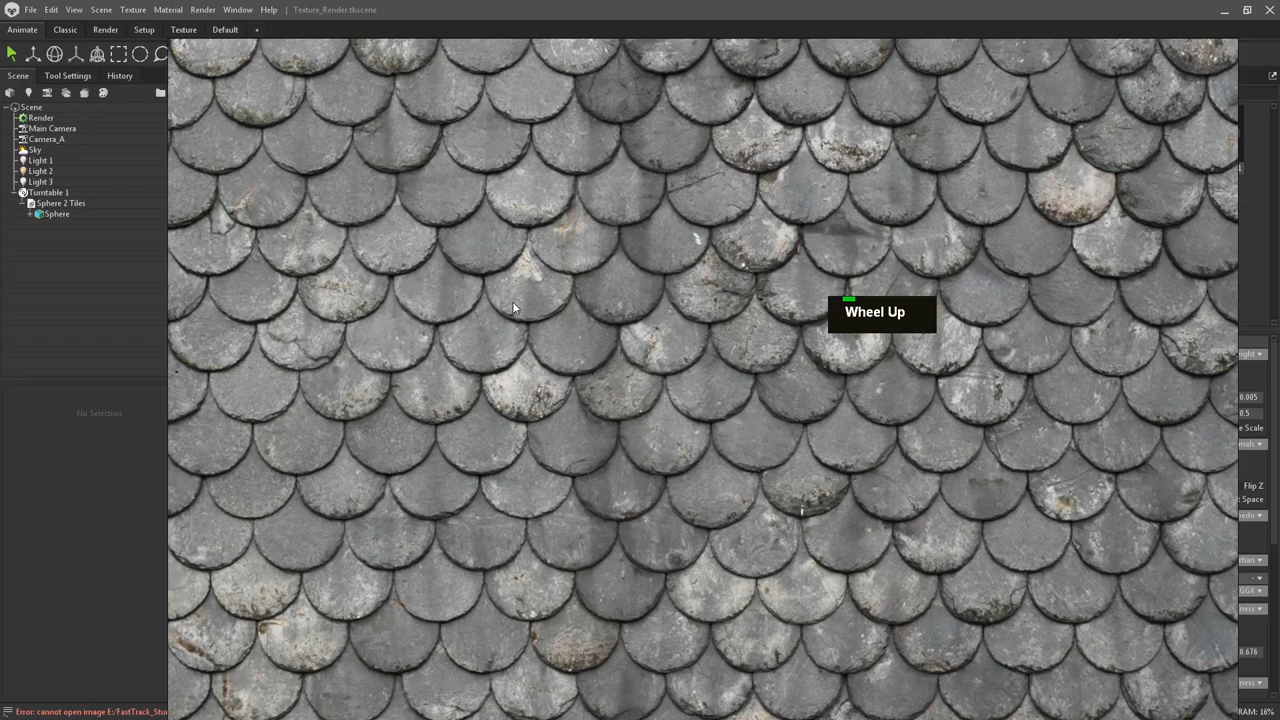 File Edit View Scene Texture Material Render Window Help Texture_Render.tbscene
Animate Classic Render Setup Texture Default +
Scene Tool Settings History
Scene
Render
Main Camera
Camera_A
Sky
Light 1
Light 2
Light 3
Turntable 1
Sphere 2 Tiles
Sphere
Wheel Up
0.005
0.5
Scale
No Selection
Flip Z
Space
GGX
0.676
Error: cannot open image E:/FastTrack_Stu
RAM: 16%